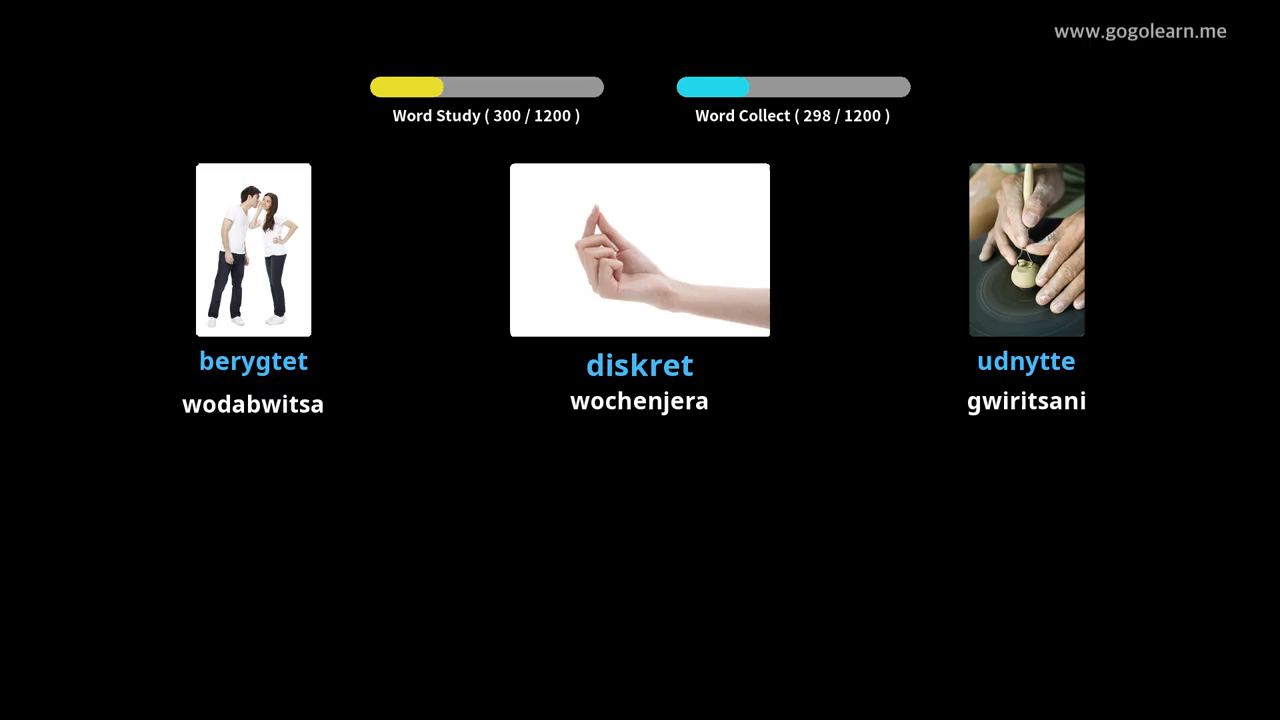 www.gogolearn.me
Word Study ( 300 / 1200 )
Word Collect ( 298 / 1200 )
berygtet
wodabwitsa
diskret
wochenjera
udnytte
gwiritsani